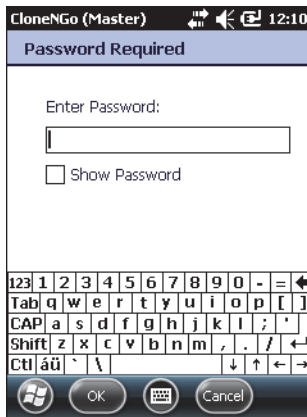 CloneNGo (Master) 12:10
Password Required
Enter Password:
Show Password
123 1 2 3 4 5 6 7 8 9 0 - =
Tab q w e r t y u i o p [ ]
CAP a s d f g h j k l ; '
Shift z x c v b n m , . /
Ctl áü ` \ ↓ ↑ ← →
OK Cancel